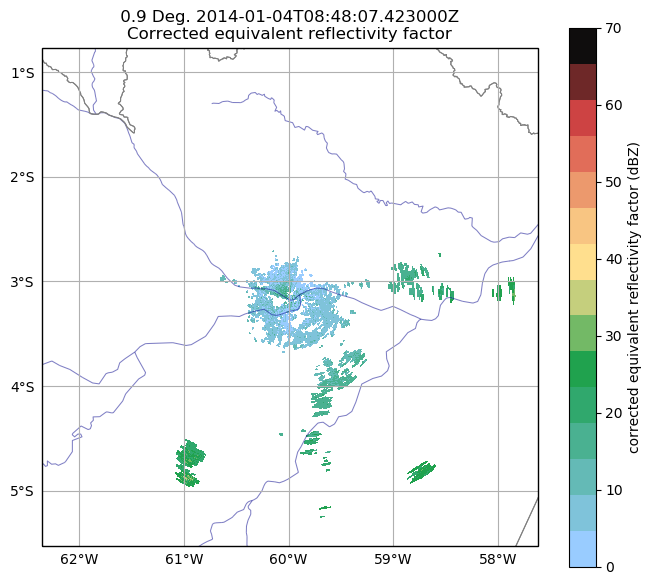 0.9 Deg. 2014-01-04T08:48:07.423000Z
Corrected equivalent reflectivity factor
1°S
2°S
3°S
4°S
5°S
62°W
61°W
60°W
59°W
58°W
70
60
50
40
30
20
10
0
corrected equivalent reflectivity factor (dBZ)